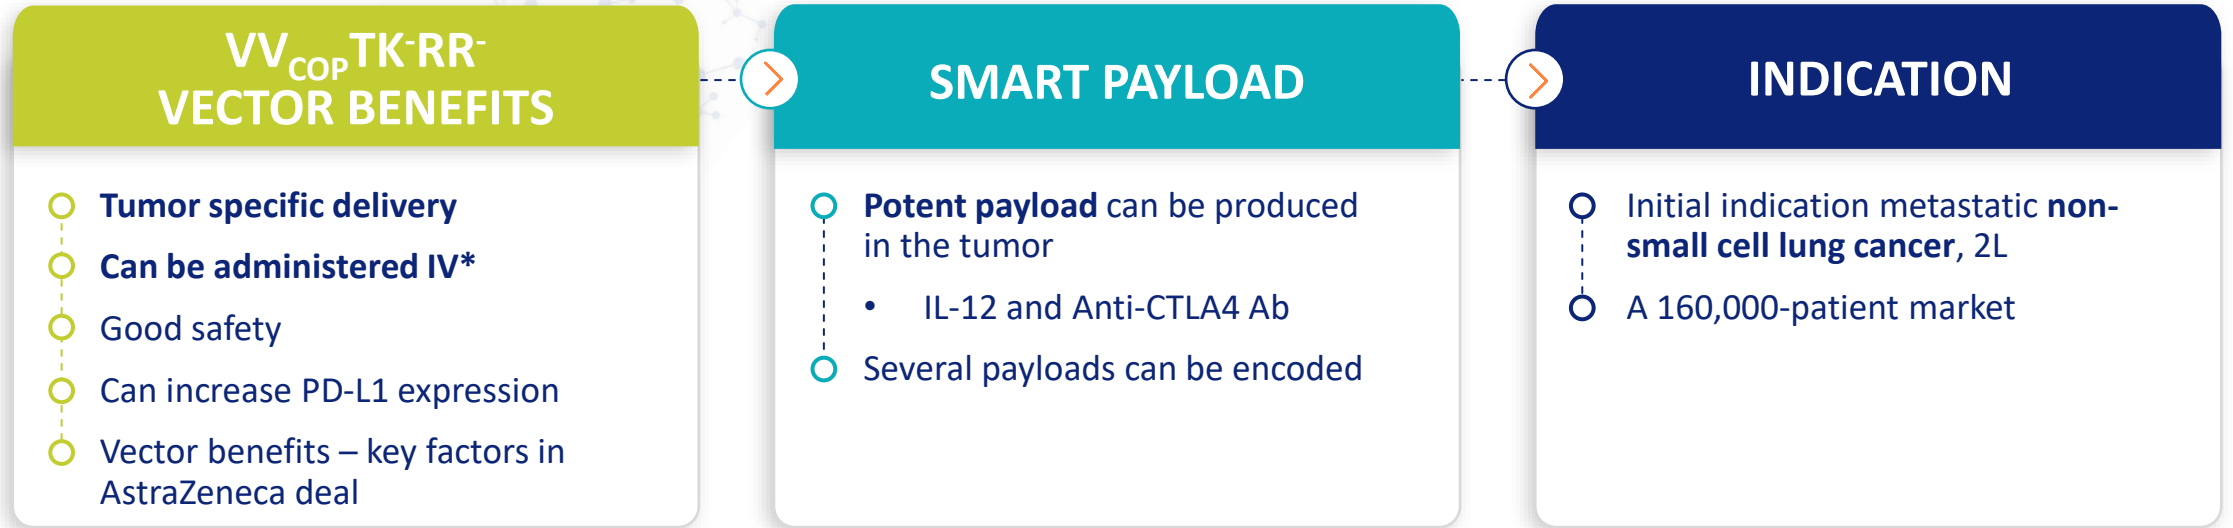 VVCOPTK-RR-
VECTOR BENEFITS
Tumor specific delivery
Can be administered IV*
Good safety
Can increase PD-L1 expression
Vector benefits – key factors in
AstraZeneca deal
SMART PAYLOAD
Potent payload can be produced
in the tumor
• IL-12 and Anti-CTLA4 Ab
Several payloads can be encoded
INDICATION
Initial indication metastatic non-
small cell lung cancer, 2L
A 160,000-patient market